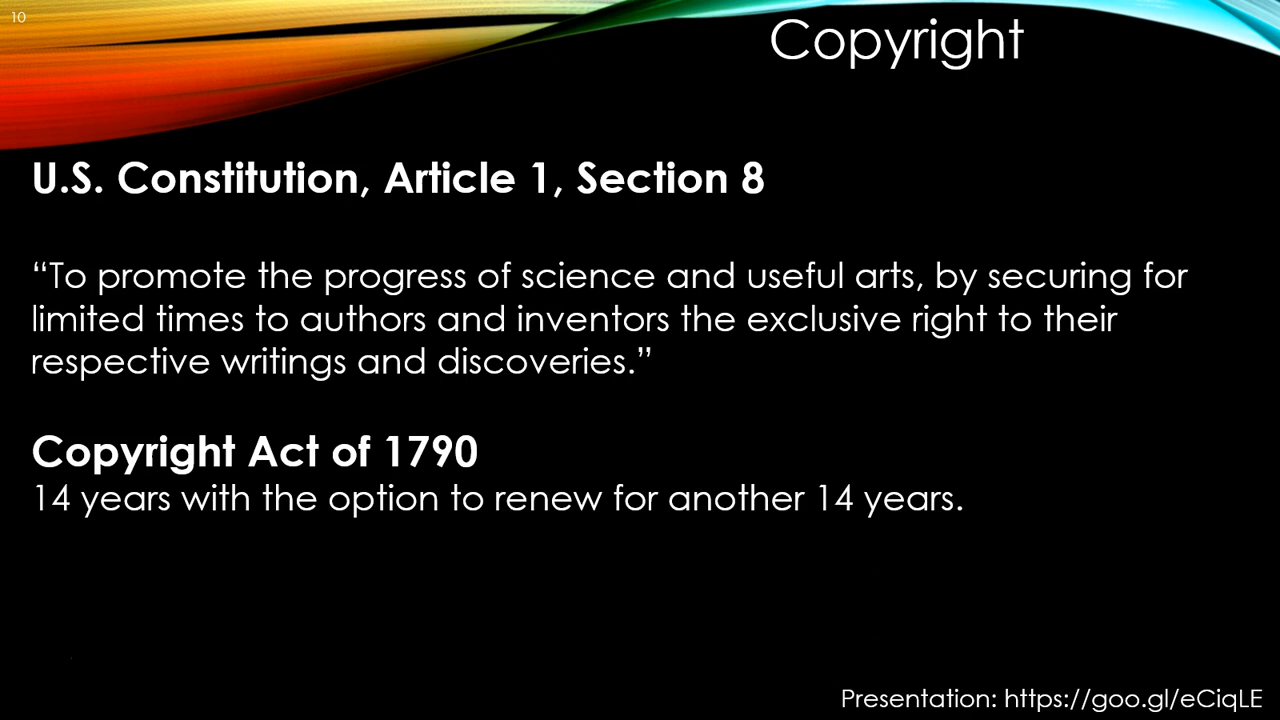 10
Copyright
U.S. Constitution, Article 1, Section 8
“To promote the progress of science and useful arts, by securing for
limited times to authors and inventors the exclusive right to their
respective writings and discoveries.”
Copyright Act of 1790
14 years with the option to renew for another 14 years.
Presentation: https://goo.gl/eCiqLE